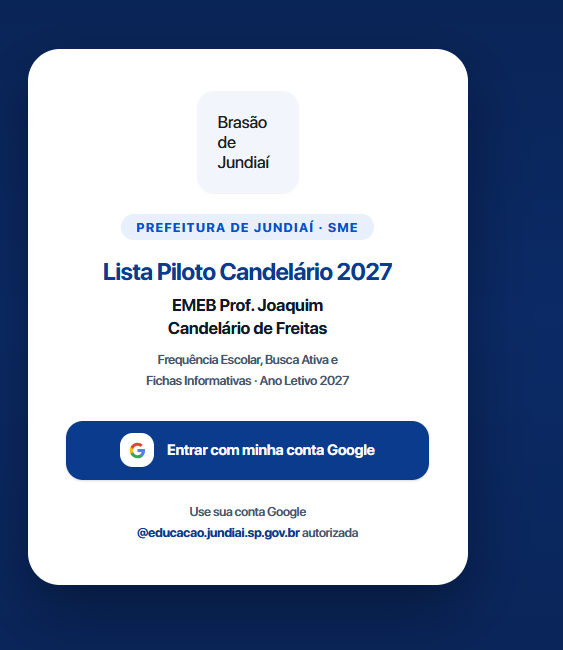 Brasão
de
Jundiaí
PREFEITURA DE JUNDIAÍ · SME
Lista Piloto Candelário 2027
EMEB Prof. Joaquim
Candelário de Freitas
Frequência Escolar, Busca Ativa e
Fichas Informativas · Ano Letivo 2027
Entrar com minha conta Google
Use sua conta Google
@educacao.jundiai.sp.gov.br autorizada